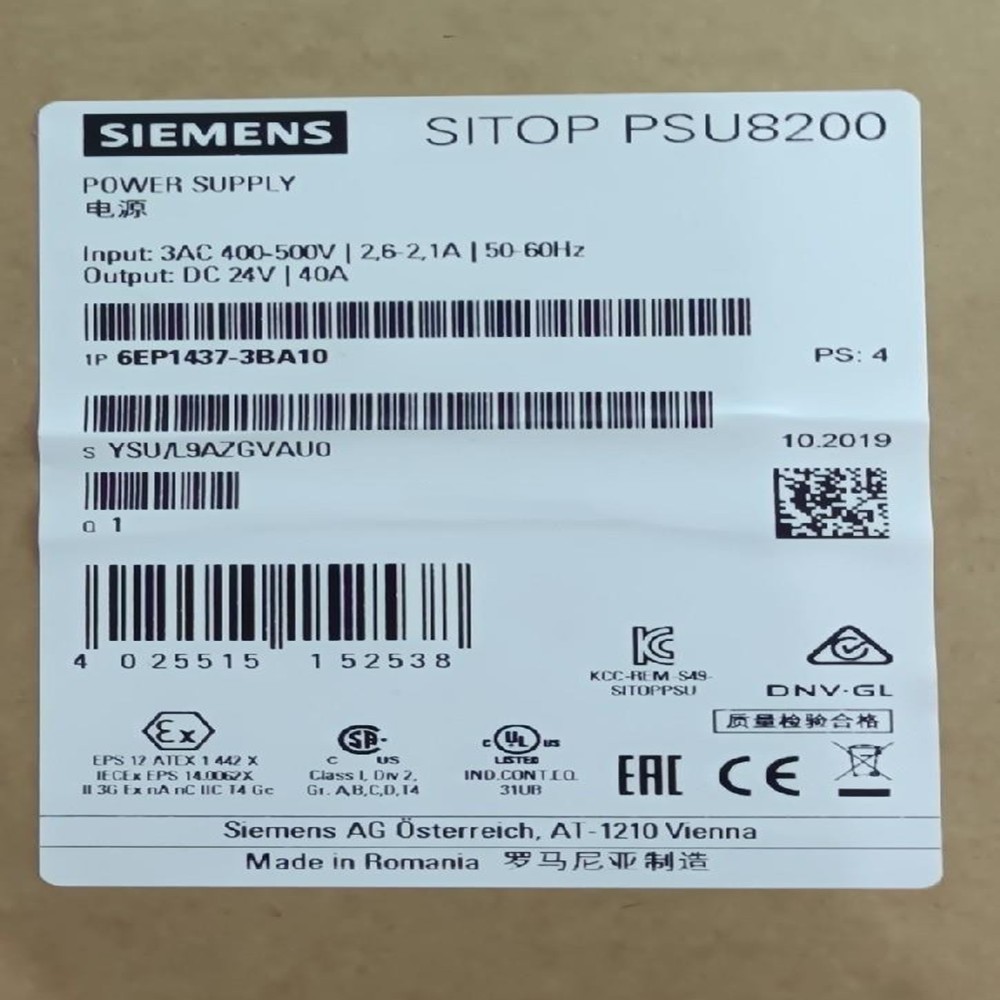 SIEMENS SITOP PSU8200
POWER SUPPLY
电源
Input: 3AC 400-500V | 2,6-2,1A | 50-60Hz
Output: DC 24V | 40A
1P 6EP1437-3BA10 PS: 4
S YSU/L9AZGVAU0
10.2019
Q 1
4 025515 152538
KCC-REM-S49-
SITOPPSU
DNV·GL
质量检验合格
Ex
EPS 12 ATEX 1 442 X
IECEx EPS 14.0062X
II 3G Ex nA nC IIC T4 Gc
C SA US
Class I, Div 2,
Gr. A,B,C,D,T4
c UL us
LISTED
IND.CONT.EQ.
31UB
EAC CE
Siemens AG Österreich, AT-1210 Vienna
Made in Romania 罗马尼亚制造